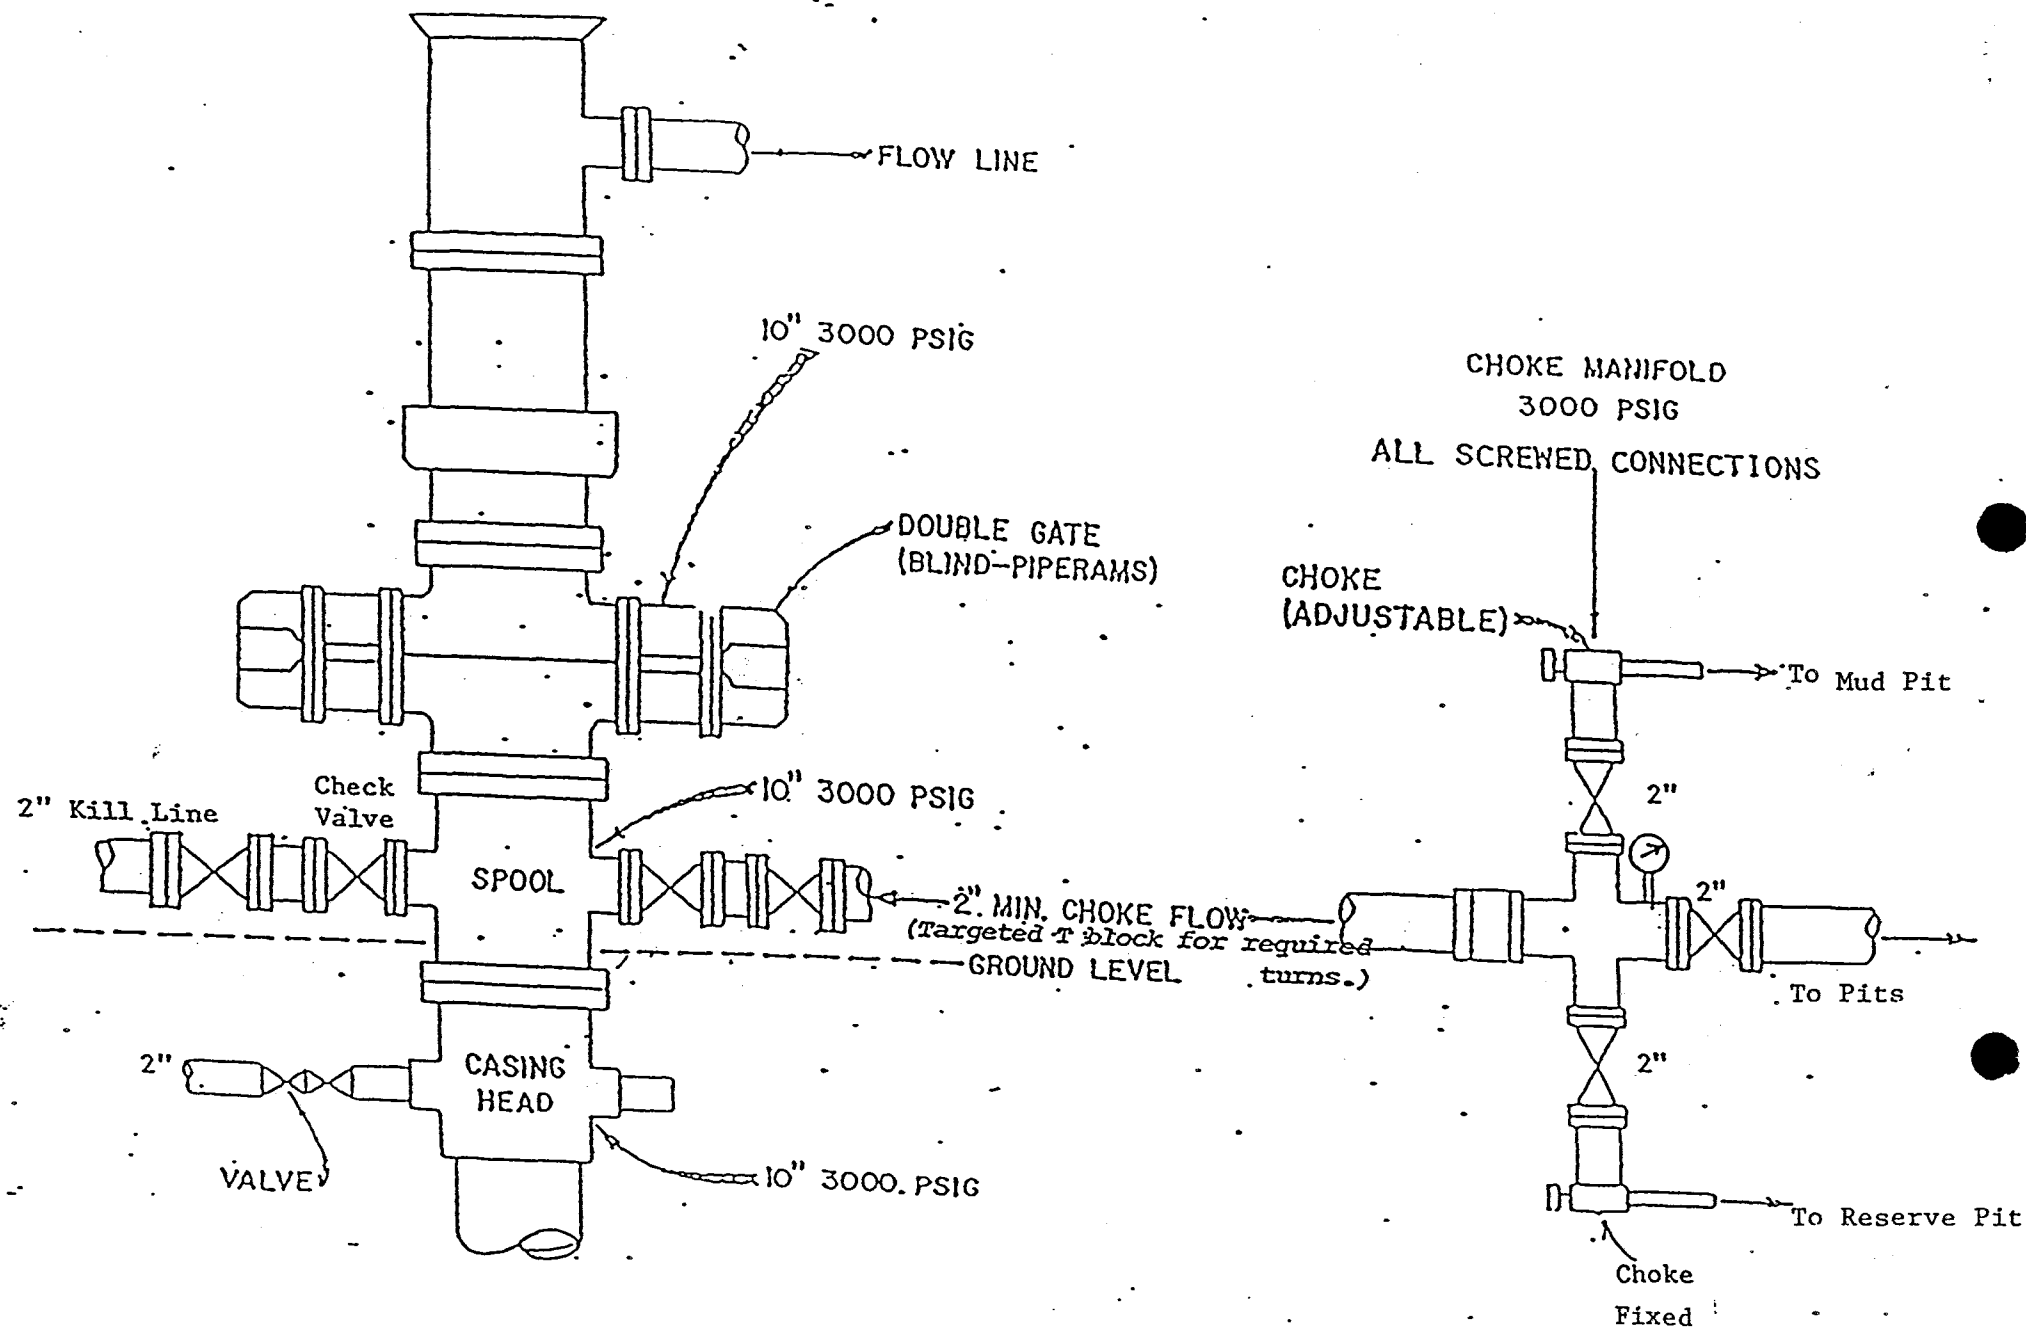 FLOW LINE
10" 3000 PSIG
DOUBLE GATE
(BLIND-PIPERAMS)
2" Kill Line
Check
Valve
10" 3000 PSIG
SPOOL
2" MIN. CHOKE FLOW
(Targeted T block for required
turns.)
GROUND LEVEL
2"
CASING
HEAD
VALVE
10" 3000 PSIG
CHOKE MANIFOLD
3000 PSIG
ALL SCREWED CONNECTIONS
CHOKE
(ADJUSTABLE)
To Mud Pit
2"
2"
To Pits
2"
To Reserve Pit
Choke
Fixed